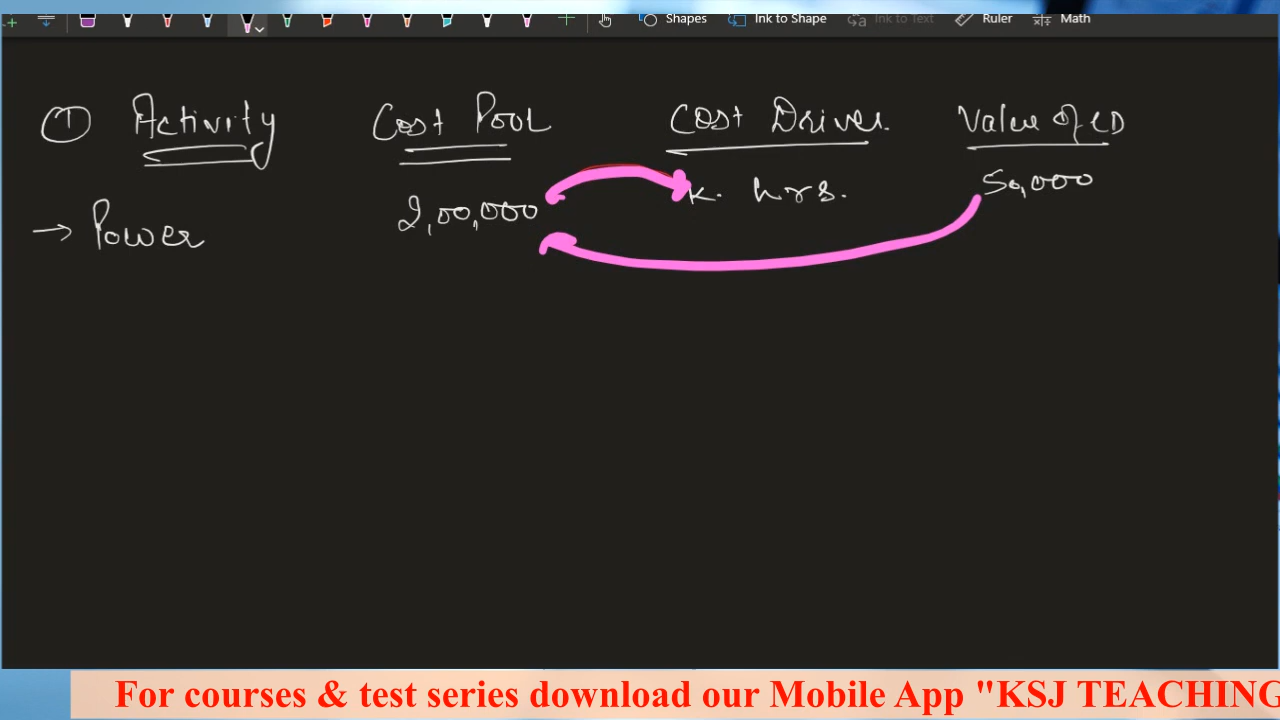 Shapes Ink to Shape Ink to Text Ruler Math
① Activity Cost Pool Cost Driver Value of CD
→ Power 2,00,000 K. hrs. 50,000
For courses & test series download our Mobile App "KSJ TEACHING